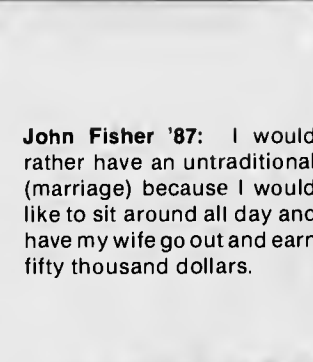 John Fisher '87: I would
rather have an untraditional
(marriage) because I would
like to sit around all day and
have my wife go out and earn
fifty thousand dollars.